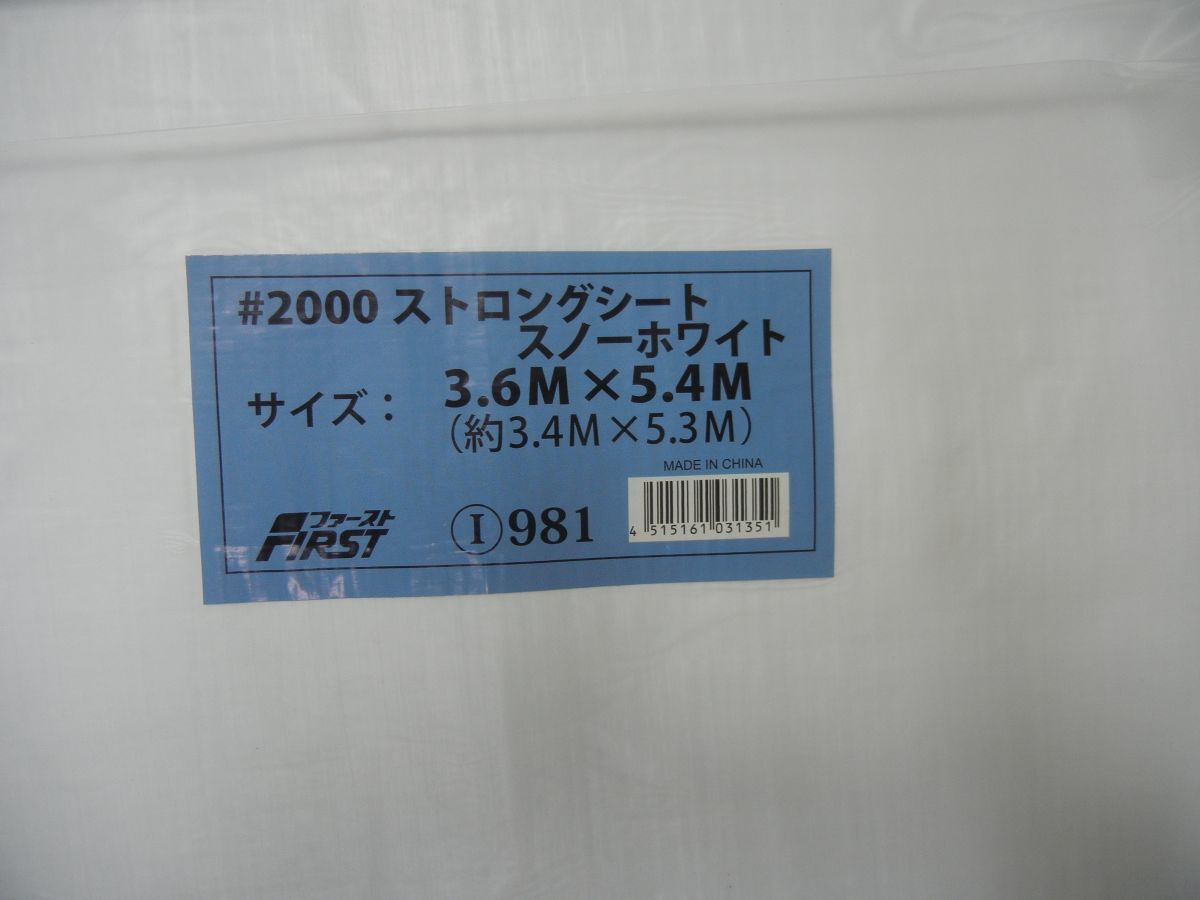 #2000 ストロングシート
スノーホワイト
サイズ： 3.6M×5.4M
（約3.4M×5.3M）
MADE IN CHINA
ファースト
FIRST
Ⓘ981
4 515161 031351